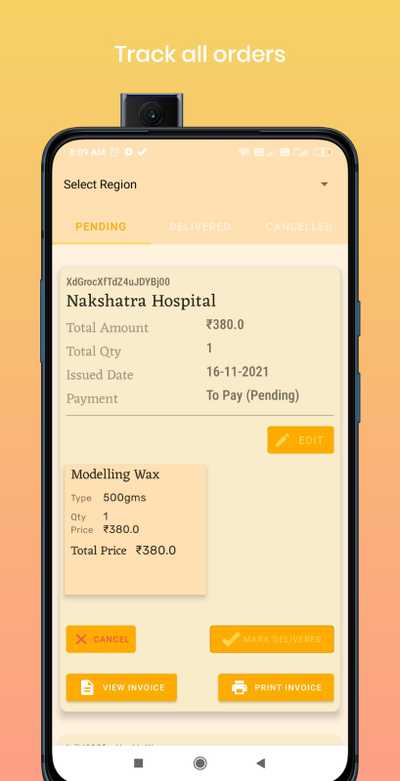 Track all orders
8:09 AM
Select Region
PENDING DELIVERED CANCELLED
XdGrocXfTdZ4uJDYBj00
Nakshatra Hospital
Total Amount ₹380.0
Total Qty 1
Issued Date 16-11-2021
Payment To Pay (Pending)
EDIT
Modelling Wax
Type 500gms
Qty 1
Price ₹380.0
Total Price ₹380.0
CANCEL MARK DELIVERED
VIEW INVOICE PRINT INVOICE